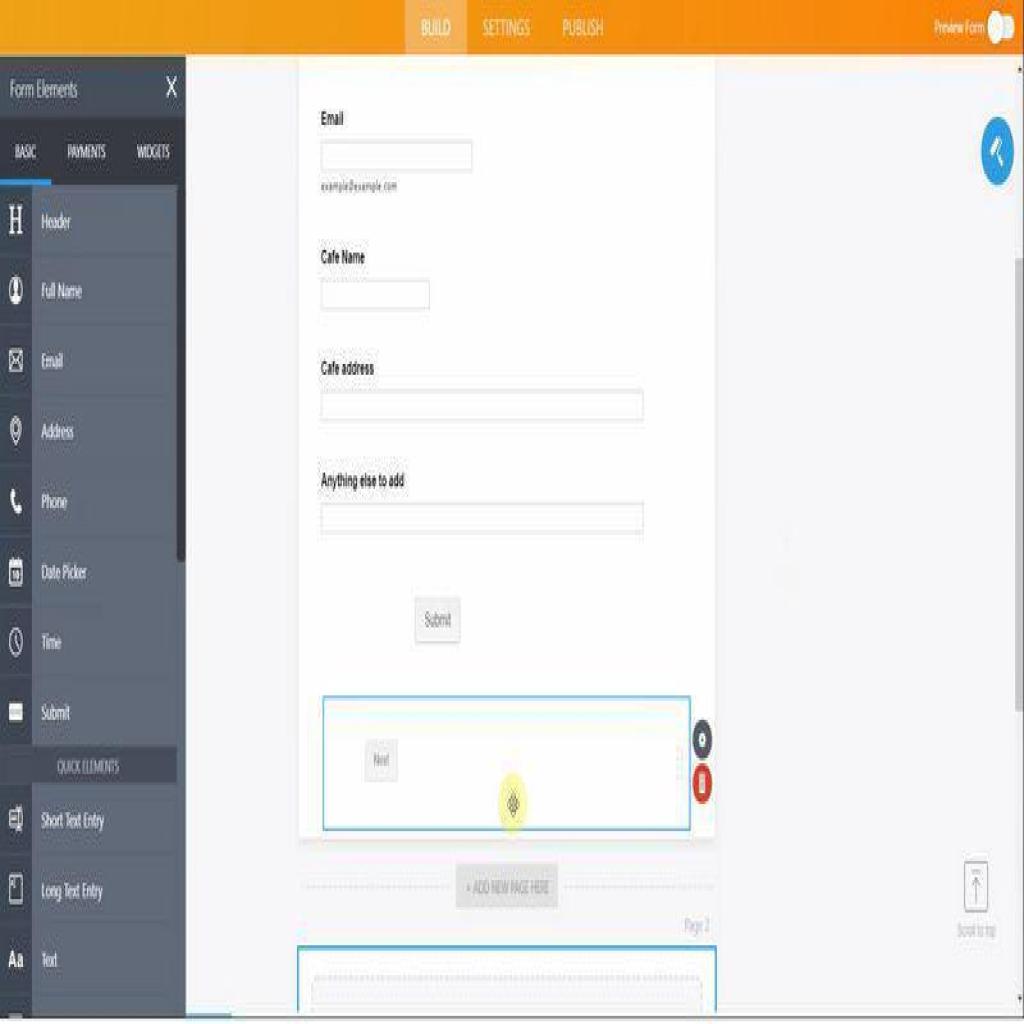 BUILD
SETTINGS
PUBLISH
Preview Form
Form Elements
X
BASIC
PAYMENTS
WIDGETS
H
Header
Full Name
Email
Address
Phone
10
Date Picker
Time
Submit
QUICK ELEMENTS
Short Text Entry
Long Text Entry
Aa
Text
Email
example@example.com
Cafe Name
Cafe address
Anything else to add
Submit
Next
+ ADD NEW PAGE HERE
Page 2
Scroll to top